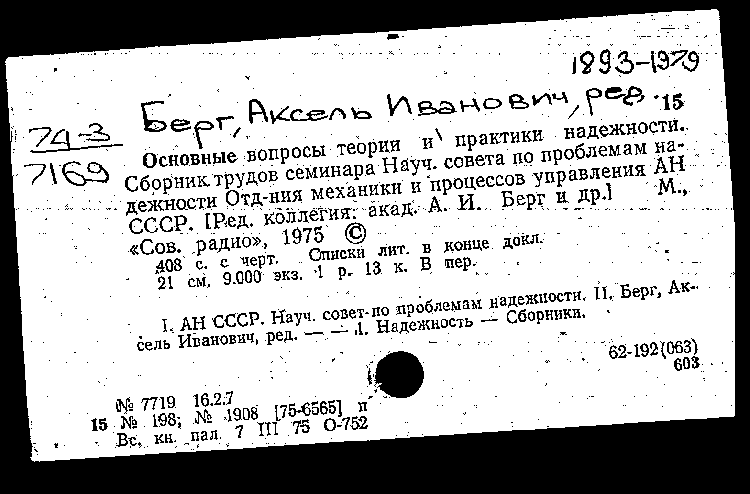 1893-1979
Берг, Аксель Иванович, ред. 15
74-3
7169
Основные вопросы теории и практики надежности.
Сборник трудов семинара Науч. совета по проблемам на-
дежности Отд-ния механики и процессов управления АН
СССР. [Ред. коллегия: акад. А. И. Берг и др.] М.,
«Сов. радио», 1975 ©
408 с. с черт. Списки лит. в конце докл.
21 см. 9.000 экз. 1 р. 13 к. В пер.
I. АН СССР. Науч. совет по проблемам надежности. II. Берг, Ак-
сель Иванович, ред. — — 1. Надежность — Сборники.
62-192(063)
603
№ 7719 16.2.7
15 № 198; № 1908 [75-6565] п
Вс. кн. пал. 7 III 75 О-752